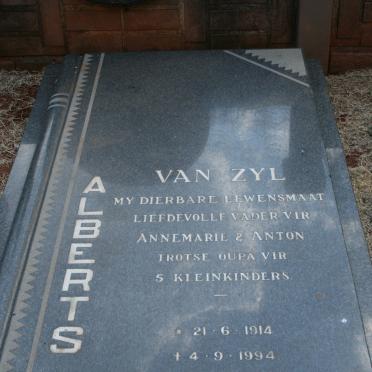 ALBERTS
VAN ZYL
MY DIERBARE LEWENSMAAT
LIEFDEVOLLE VADER VIR
ANNEMARIE & ANTON
TROTSE OUPA VIR
5 KLEINKINDERS
—
* 21-6-1914
† 4-9-1994